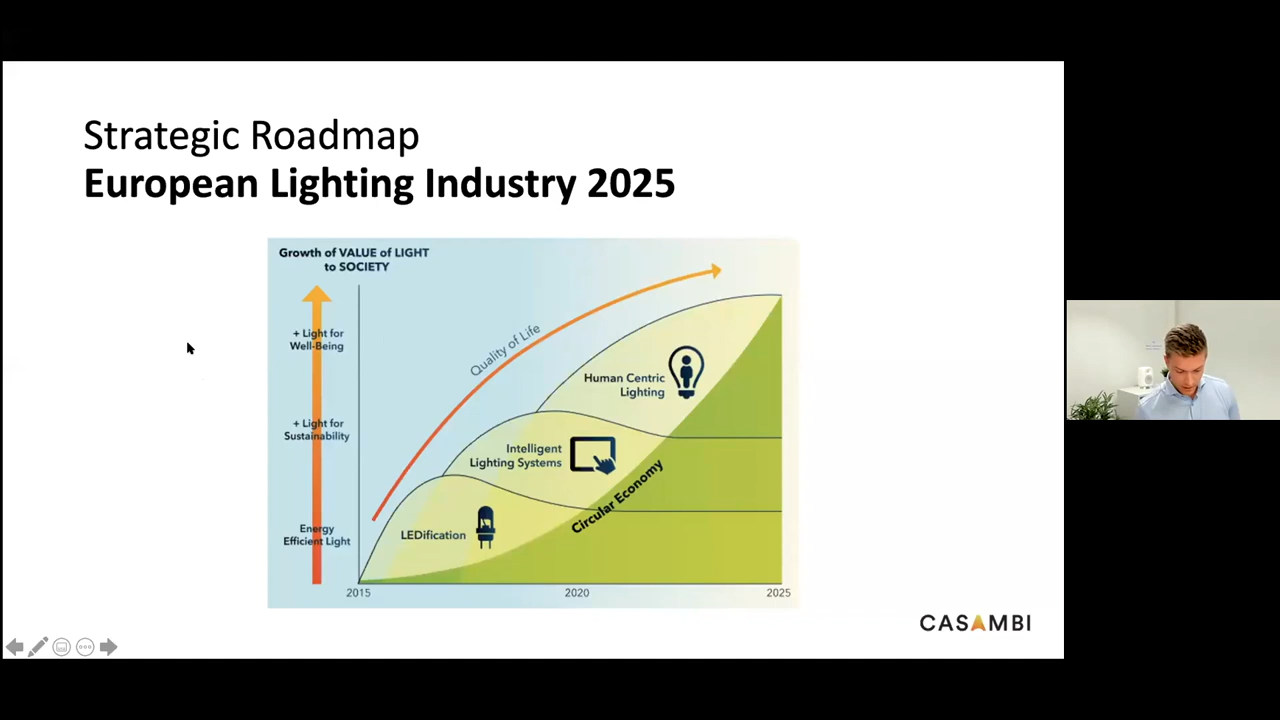 Strategic Roadmap
European Lighting Industry 2025
Growth of VALUE of LIGHT
to SOCIETY
+ Light for
Well-Being
+ Light for
Sustainability
Energy
Efficient Light
Quality of Life
Human Centric
Lighting
Intelligent
Lighting Systems
LEDification
Circular Economy
2015
2020
2025
CASAMBI